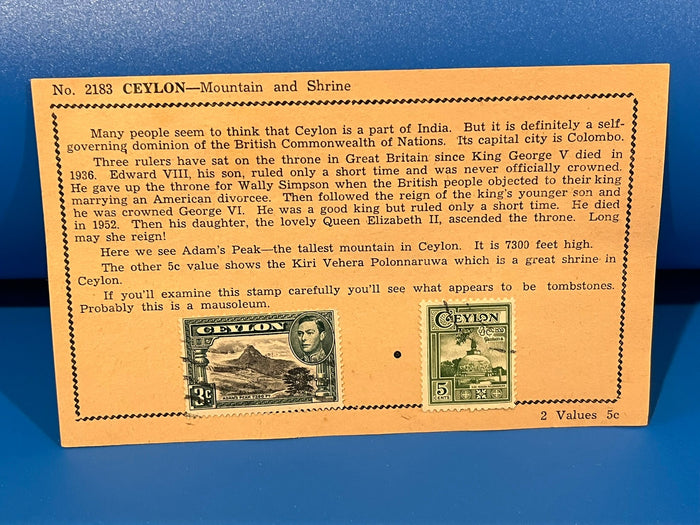 No. 2183 CEYLON—Mountain and Shrine
Many people seem to think that Ceylon is a part of India. But it is definitely a self-
governing dominion of the British Commonwealth of Nations. Its capital city is Colombo.
Three rulers have sat on the throne in Great Britain since King George V died in
1936. Edward VIII, his son, ruled only a short time and was never officially crowned.
He gave up the throne for Wally Simpson when the British people objected to their king
marrying an American divorcee. Then followed the reign of the king's younger son and
he was crowned George VI. He was a good king but ruled only a short time. He died
in 1952. Then his daughter, the lovely Queen Elizabeth II, ascended the throne. Long
may she reign!
Here we see Adam's Peak—the tallest mountain in Ceylon. It is 7300 feet high.
The other 5c value shows the Kiri Vehera Polonnaruwa which is a great shrine in
Ceylon.
If you'll examine this stamp carefully you'll see what appears to be tombstones.
Probably this is a mausoleum.
CEYLON
3c
ADAM'S PEAK 7360 FT
CEYLON
5
CENTS
2 Values 5c